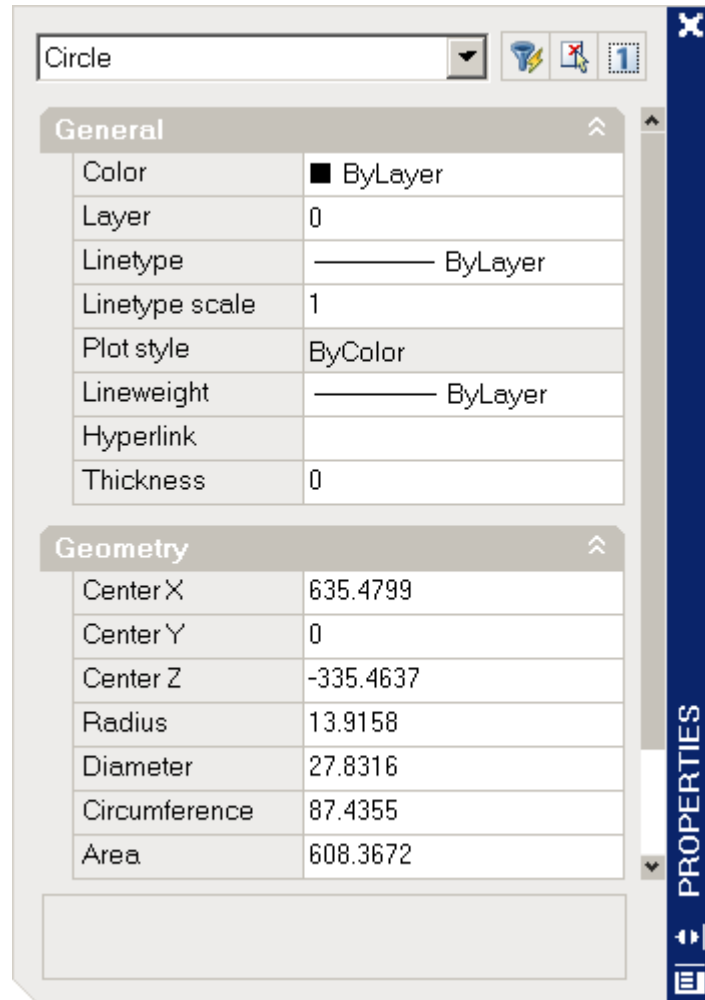 Circle
1
General
Color ByLayer
Layer 0
Linetype ByLayer
Linetype scale 1
Plot style ByColor
Lineweight ByLayer
Hyperlink
Thickness 0
Geometry
Center X 635.4799
Center Y 0
Center Z -335.4637
Radius 13.9158
Diameter 27.8316
Circumference 87.4355
Area 608.3672
PROPERTIES